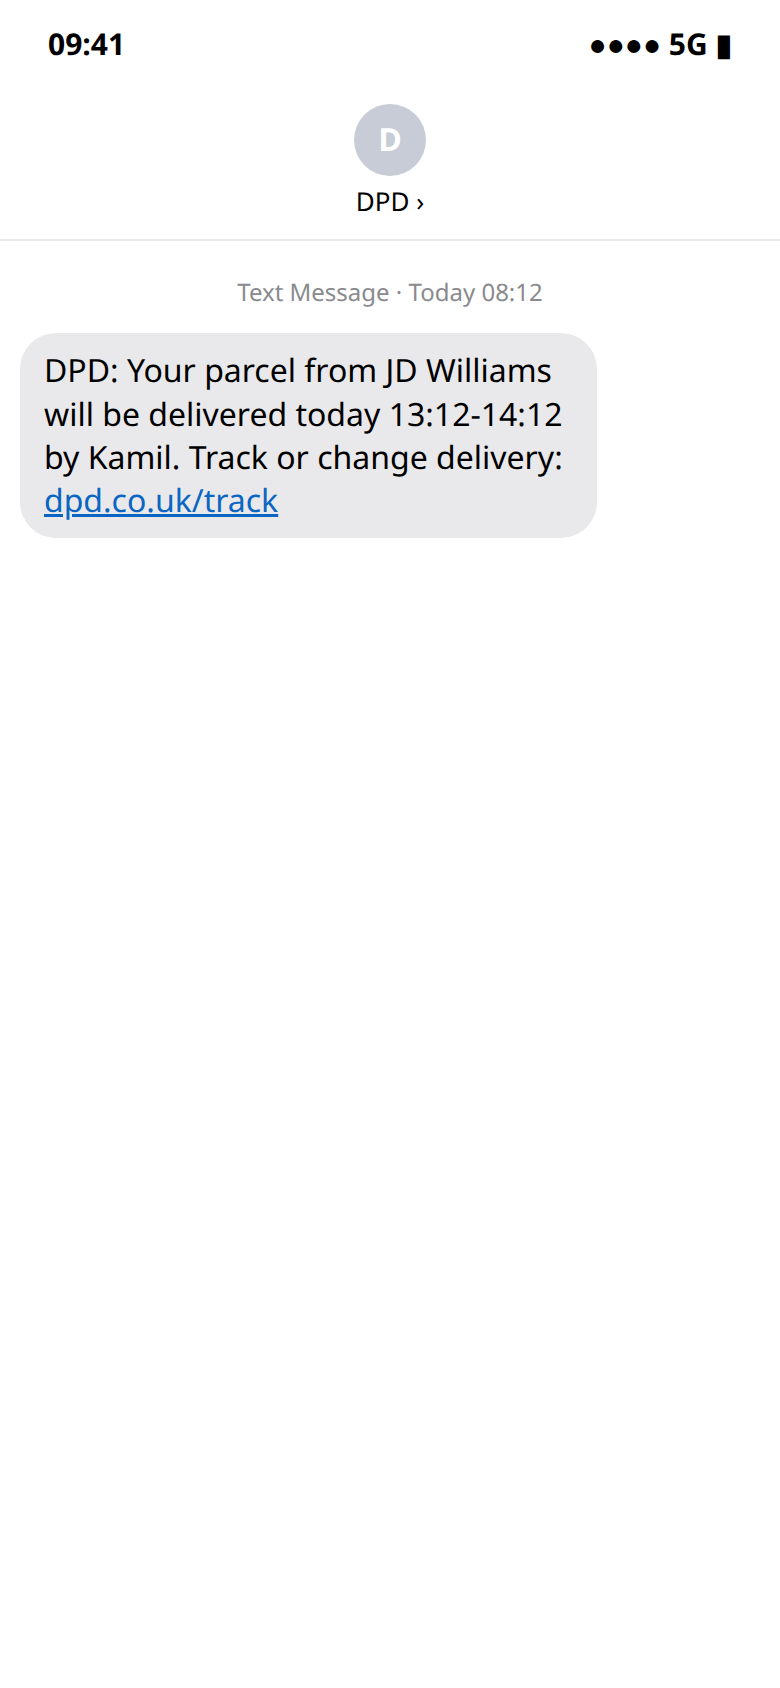 09:41
●●●● 5G ▮
D
DPD ›
Text Message · Today 08:12
DPD: Your parcel from JD Williams
will be delivered today 13:12-14:12
by Kamil. Track or change delivery:
dpd.co.uk/track